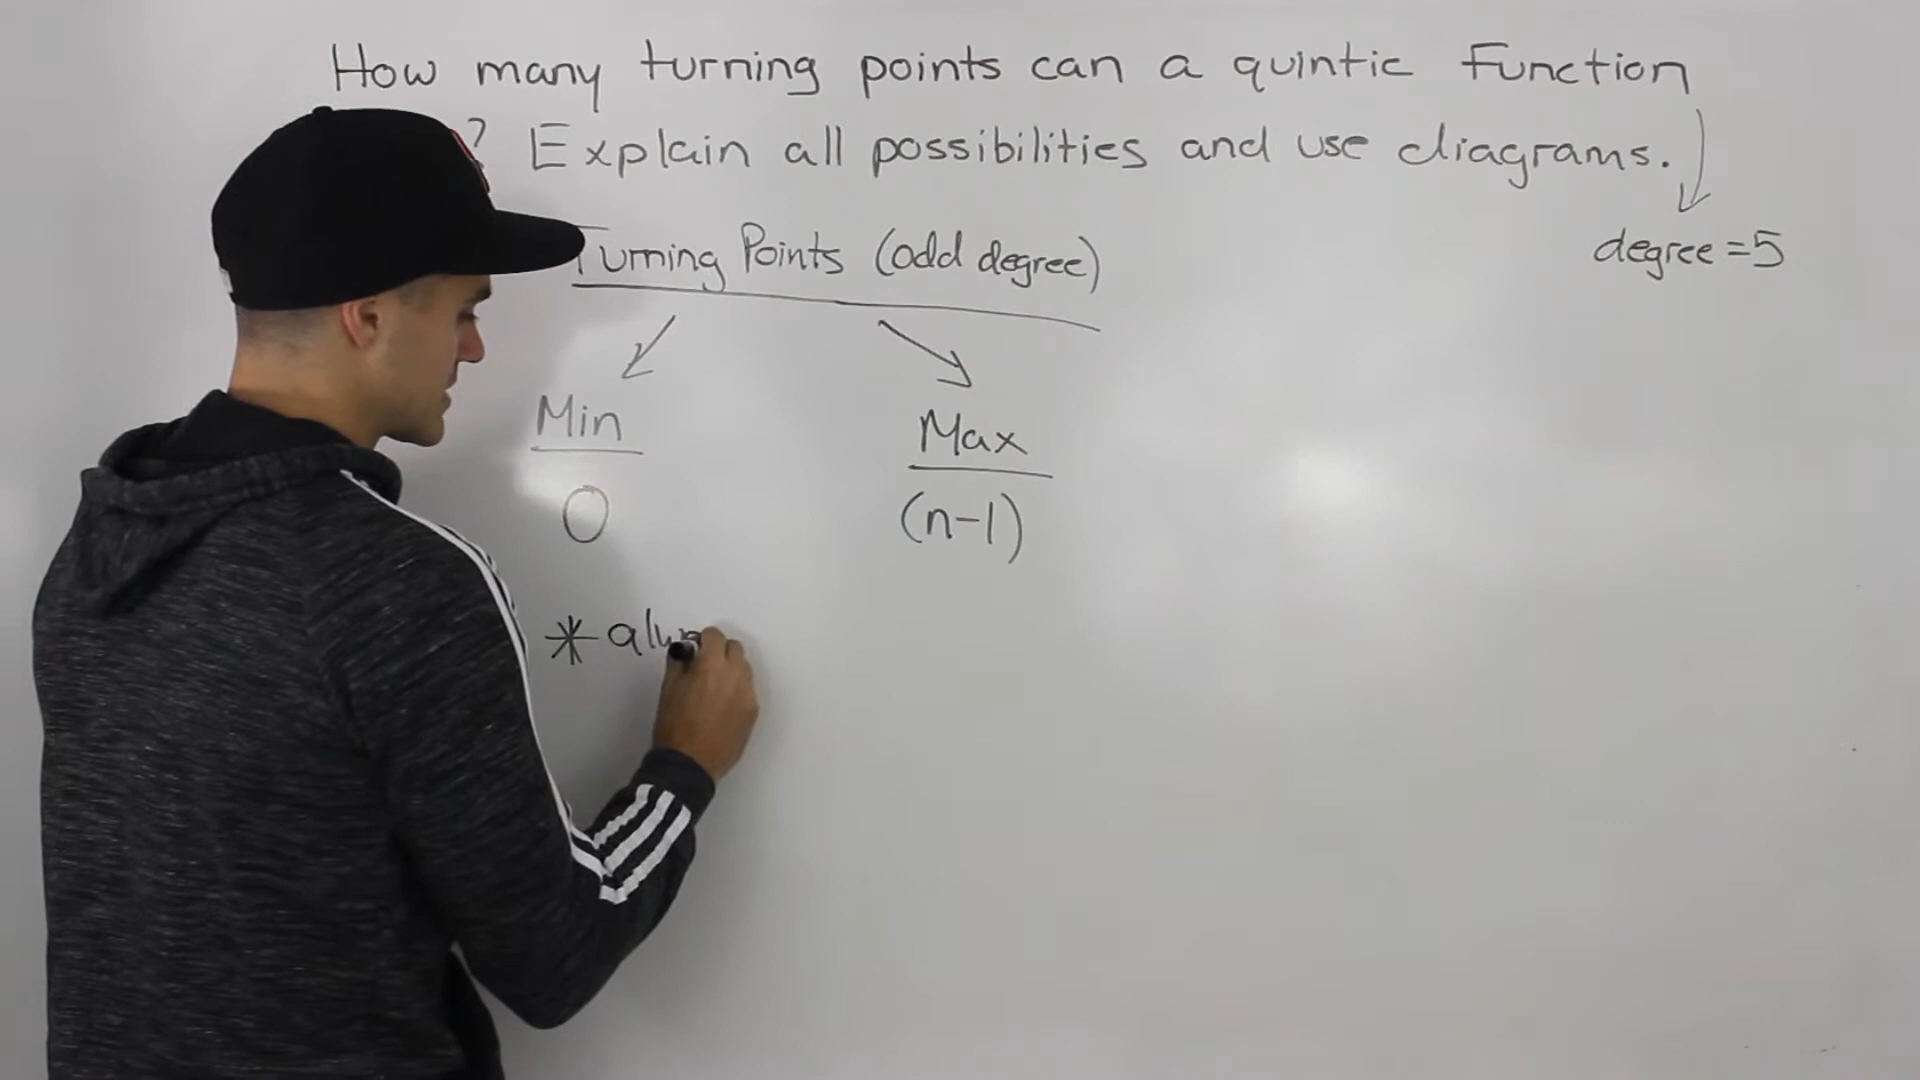 How many turning points can a quintic function
? Explain all possibilities and use diagrams.
degree = 5
Turning Points (odd degree)
Min
Max
0
(n-1)
*